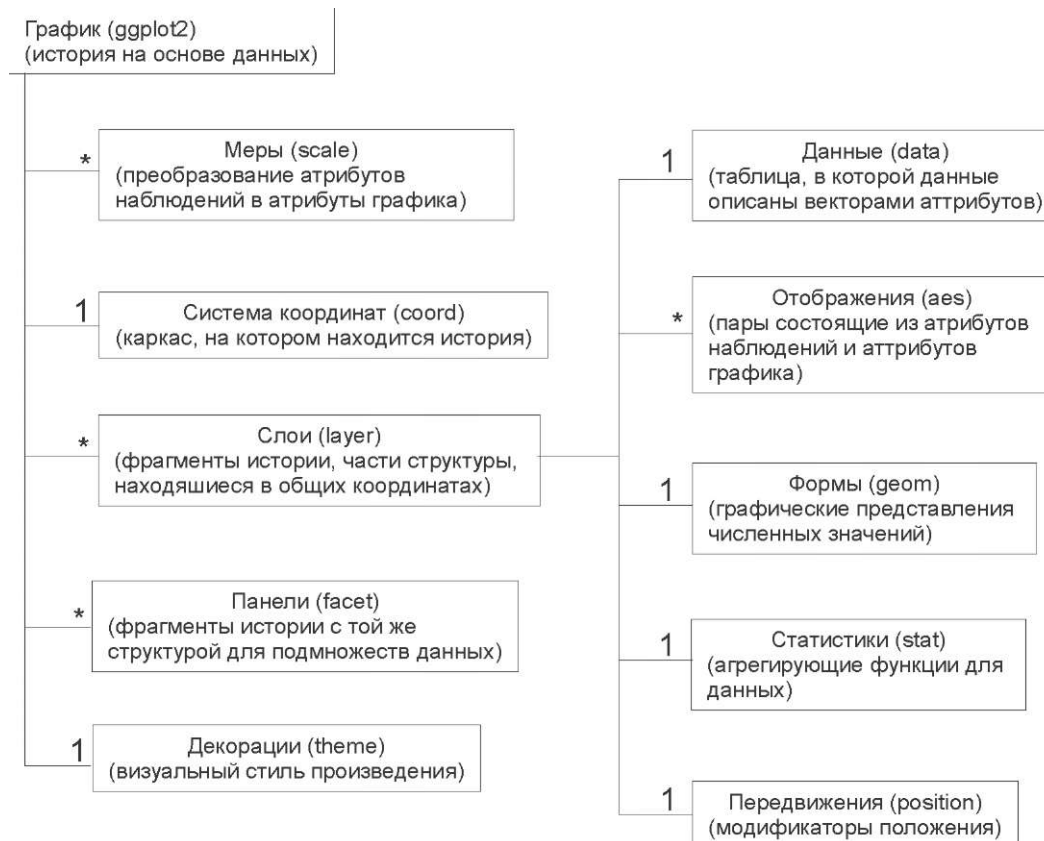 График (ggplot2)
(история на основе данных)
*
Меры (scale)
(преобразование атрибутов
наблюдений в атрибуты графика)
1
Система координат (coord)
(каркас, на котором находится история)
*
Слои (layer)
(фрагменты истории, части структуры,
находяшиеся в общих координатах)
*
Панели (facet)
(фрагменты истории с той же
структурой для подмножеств данных)
1
Декорации (theme)
(визуальный стиль произведения)
1
Данные (data)
(таблица, в которой данные
описаны векторами аттрибутов)
*
Отображения (aes)
(пары состоящие из атрибутов
наблюдений и аттрибутов
графика)
1
Формы (geom)
(графические представления
численных значений)
1
Статистики (stat)
(агрегирующие функции для
данных)
1
Передвижения (position)
(модификаторы положения)